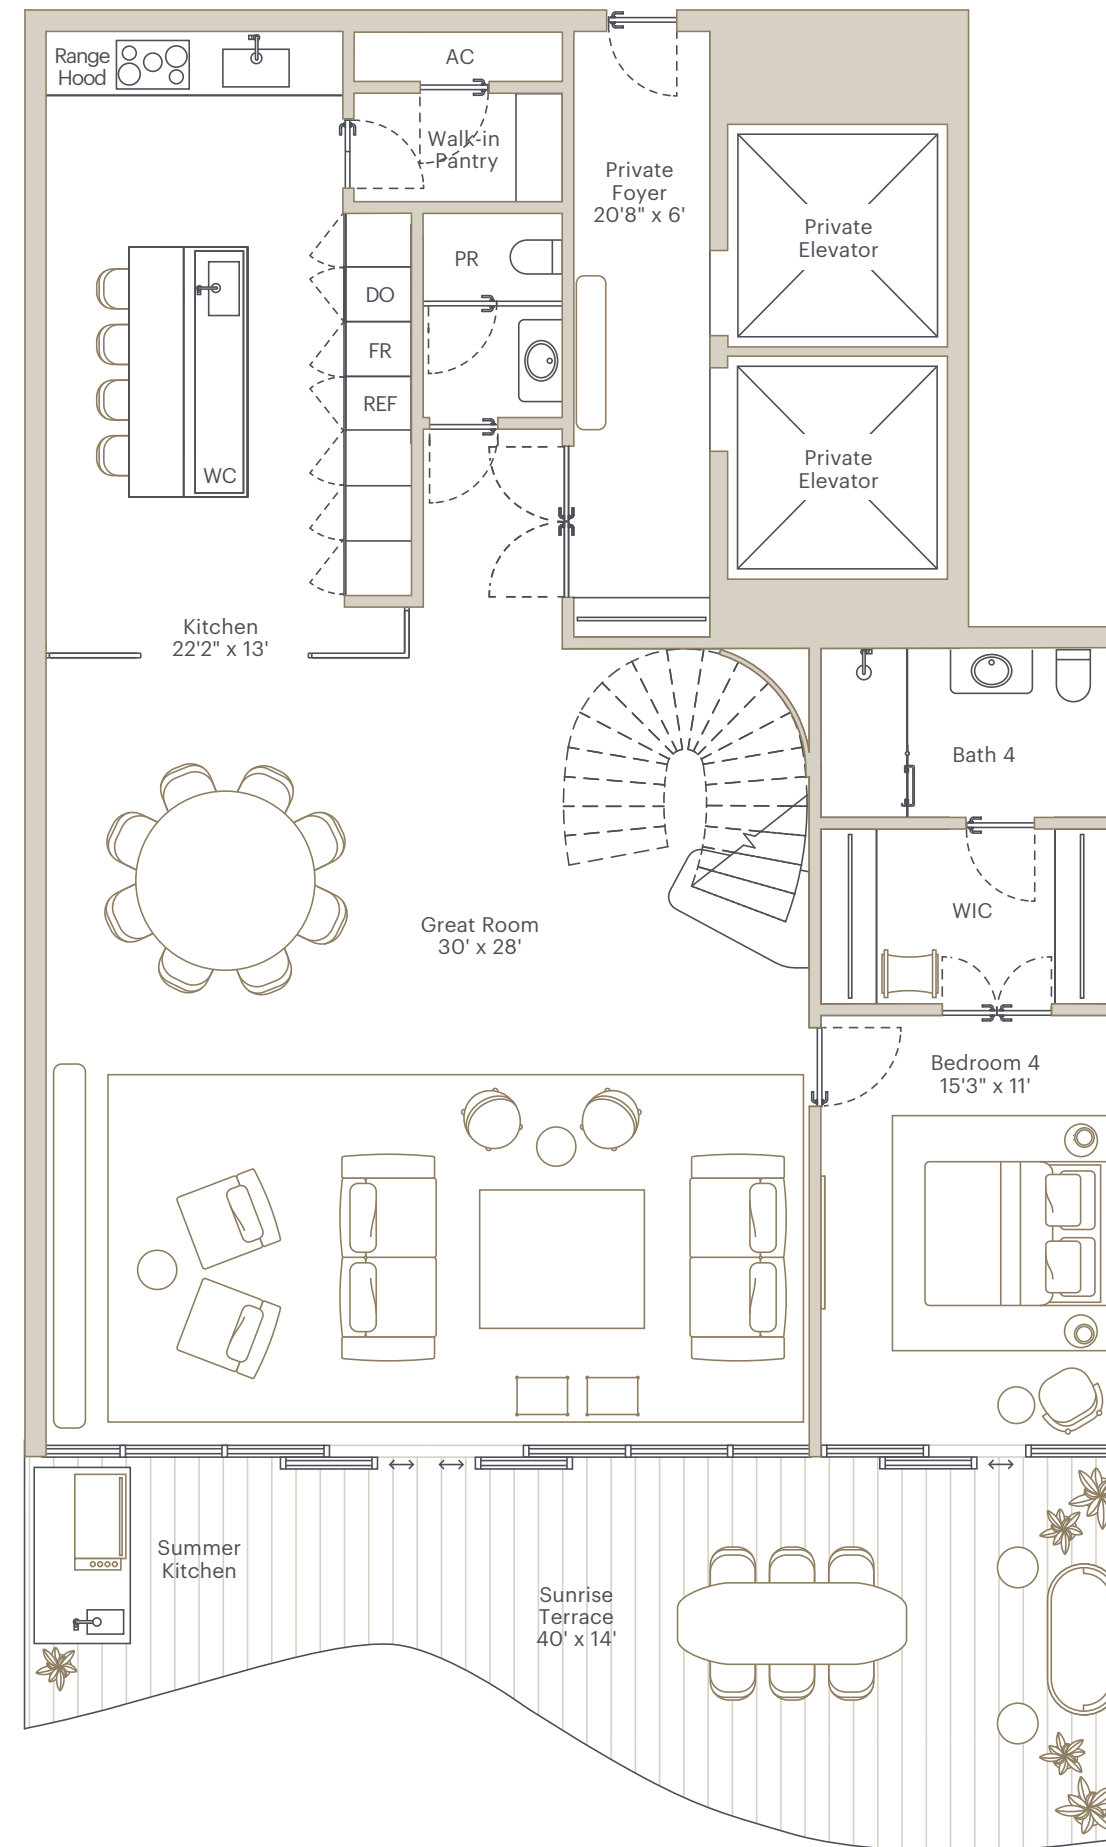 Range
Hood
AC
Walk-in
Pantry
Private
Foyer
20'8" x 6'
Private
Elevator
PR
DO
FR
REF
WC
Private
Elevator
Kitchen
22'2" x 13'
Bath 4
WIC
Great Room
30' x 28'
Bedroom 4
15'3" x 11'
Summer
Kitchen
Sunrise
Terrace
40' x 14'